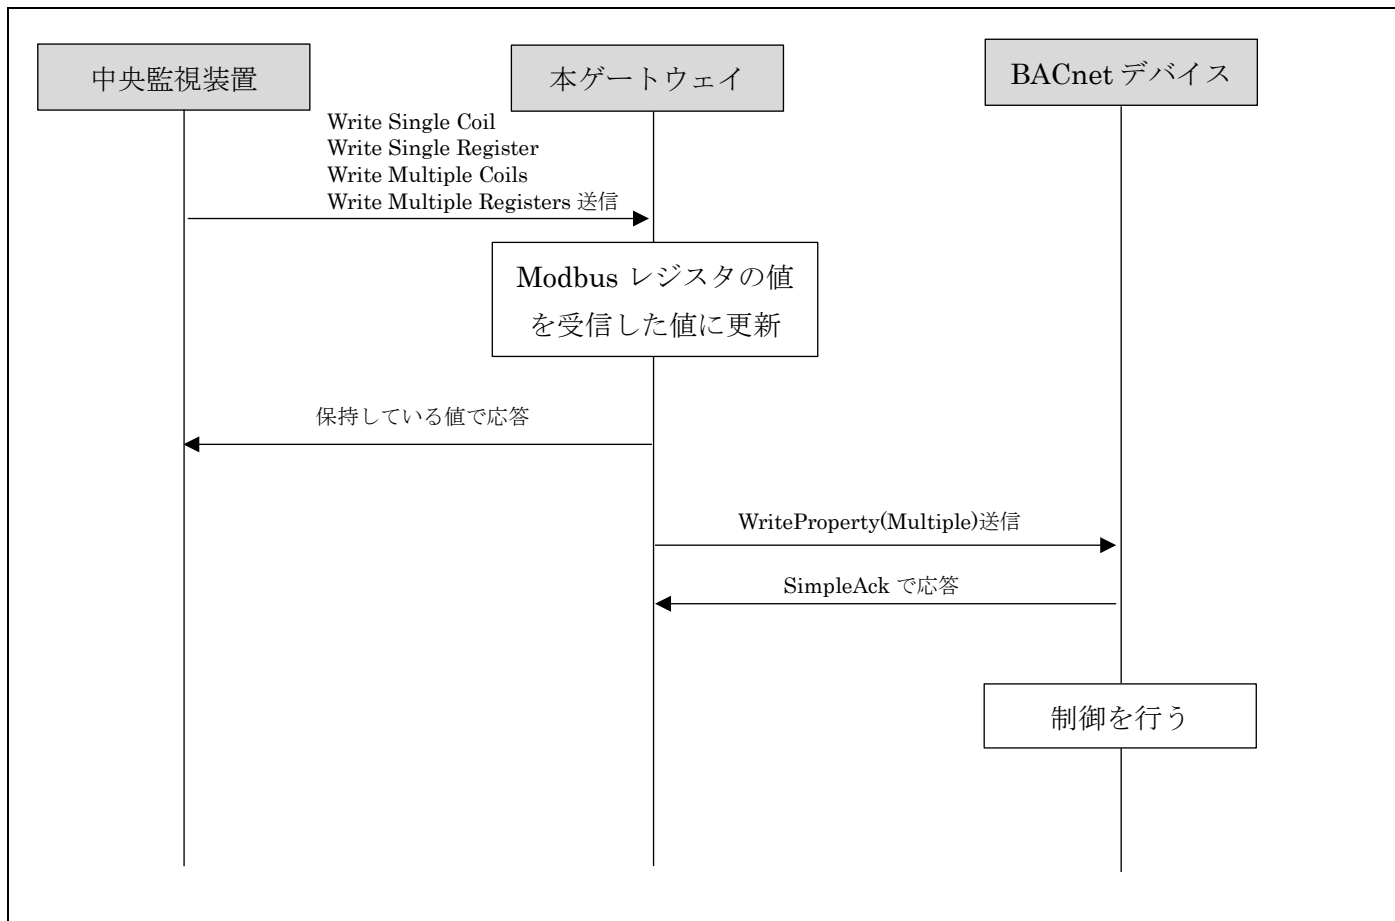 中央監視装置
本ゲートウェイ
BACnet デバイス
Write Single Coil
Write Single Register
Write Multiple Coils
Write Multiple Registers 送信
Modbus レジスタの値
を受信した値に更新
保持している値で応答
WriteProperty(Multiple)送信
SimpleAck で応答
制御を行う